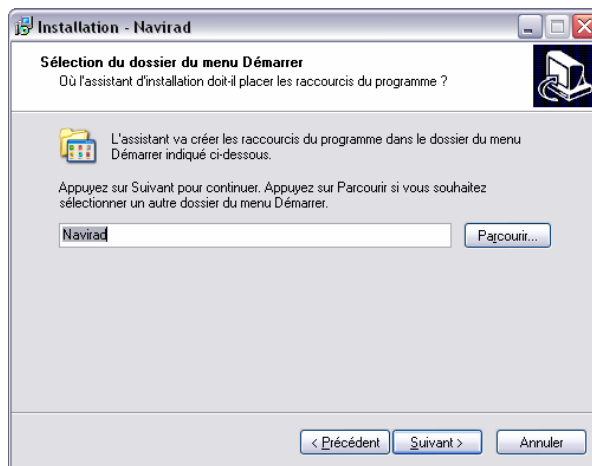 Installation - Navirad
Sélection du dossier du menu Démarrer
Où l'assistant d'installation doit-il placer les raccourcis du programme ?
L'assistant va créer les raccourcis du programme dans le dossier du menu
Démarrer indiqué ci-dessous.
Appuyez sur Suivant pour continuer. Appuyez sur Parcourir si vous souhaitez
sélectionner un autre dossier du menu Démarrer.
Navirad
Parcourir...
< Précédent
Suivant >
Annuler